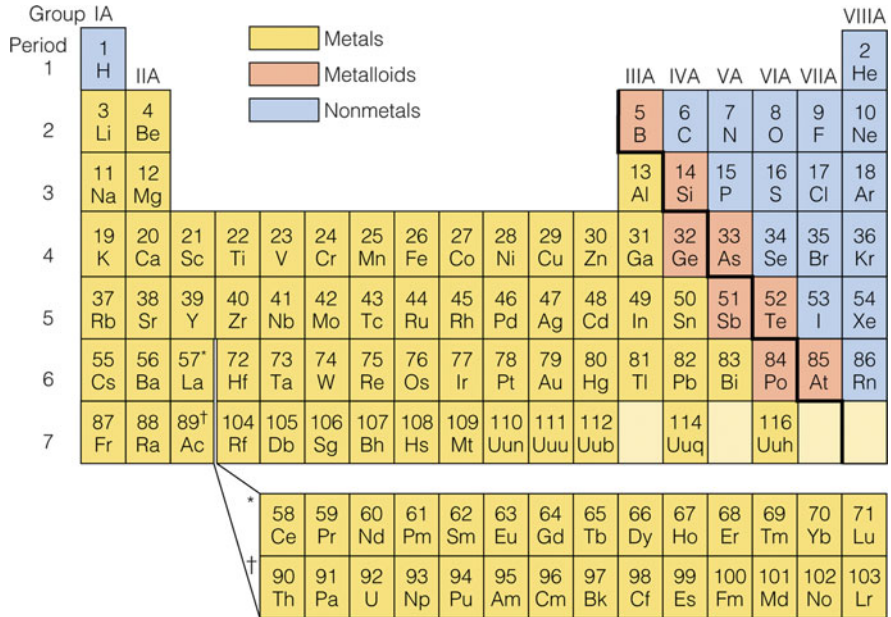 Group IA
VIIIA
Period
1
1
H
IIA
Metals
Metalloids
Nonmetals
IIIA IVA VA VIA VIIA
2
He
2
3 4 5 6 7 8 9 10
Li Be B C N O F Ne
3
11 12 13 14 15 16 17 18
Na Mg Al Si P S Cl Ar
4
19 20 21 22 23 24 25 26 27 28 29 30 31 32 33 34 35 36
K Ca Sc Ti V Cr Mn Fe Co Ni Cu Zn Ga Ge As Se Br Kr
5
37 38 39 40 41 42 43 44 45 46 47 48 49 50 51 52 53 54
Rb Sr Y Zr Nb Mo Tc Ru Rh Pd Ag Cd In Sn Sb Te I Xe
6
55 56 57* 72 73 74 75 76 77 78 79 80 81 82 83 84 85 86
Cs Ba La Hf Ta W Re Os Ir Pt Au Hg Tl Pb Bi Po At Rn
7
87 88 89† 104 105 106 107 108 109 110 111 112 114 116
Fr Ra Ac Rf Db Sg Bh Hs Mt Uun Uuu Uub Uuq Uuh
*
58 59 60 61 62 63 64 65 66 67 68 69 70 71
Ce Pr Nd Pm Sm Eu Gd Tb Dy Ho Er Tm Yb Lu
†
90 91 92 93 94 95 96 97 98 99 100 101 102 103
Th Pa U Np Pu Am Cm Bk Cf Es Fm Md No Lr